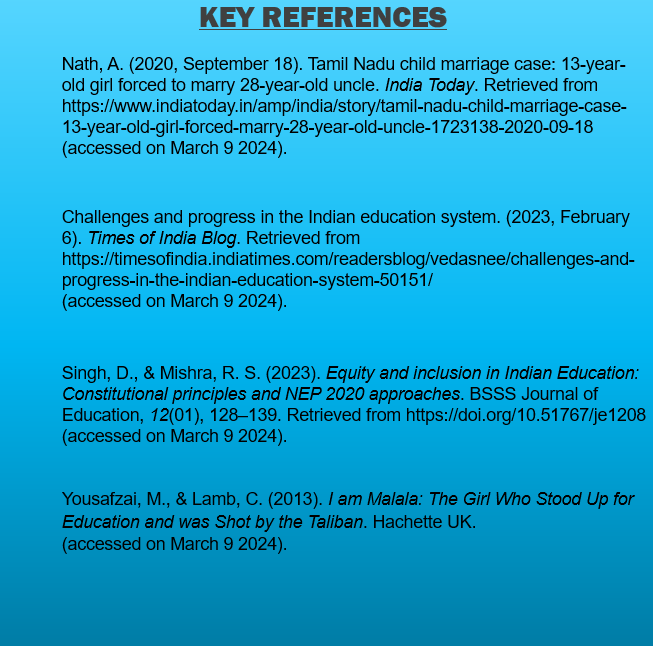 KEY REFERENCES
Nath, A. (2020, September 18). Tamil Nadu child marriage case: 13-year-
old girl forced to marry 28-year-old uncle. India Today. Retrieved from
https://www.indiatoday.in/amp/india/story/tamil-nadu-child-marriage-case-
13-year-old-girl-forced-marry-28-year-old-uncle-1723138-2020-09-18
(accessed on March 9 2024).
Challenges and progress in the Indian education system. (2023, February
6). Times of India Blog. Retrieved from
https://timesofindia.indiatimes.com/readersblog/vedasnee/challenges-and-
progress-in-the-indian-education-system-50151/
(accessed on March 9 2024).
Singh, D., & Mishra, R. S. (2023). Equity and inclusion in Indian Education:
Constitutional principles and NEP 2020 approaches. BSSS Journal of
Education, 12(01), 128–139. Retrieved from https://doi.org/10.51767/je1208
(accessed on March 9 2024).
Yousafzai, M., & Lamb, C. (2013). I am Malala: The Girl Who Stood Up for
Education and was Shot by the Taliban. Hachette UK.
(accessed on March 9 2024).